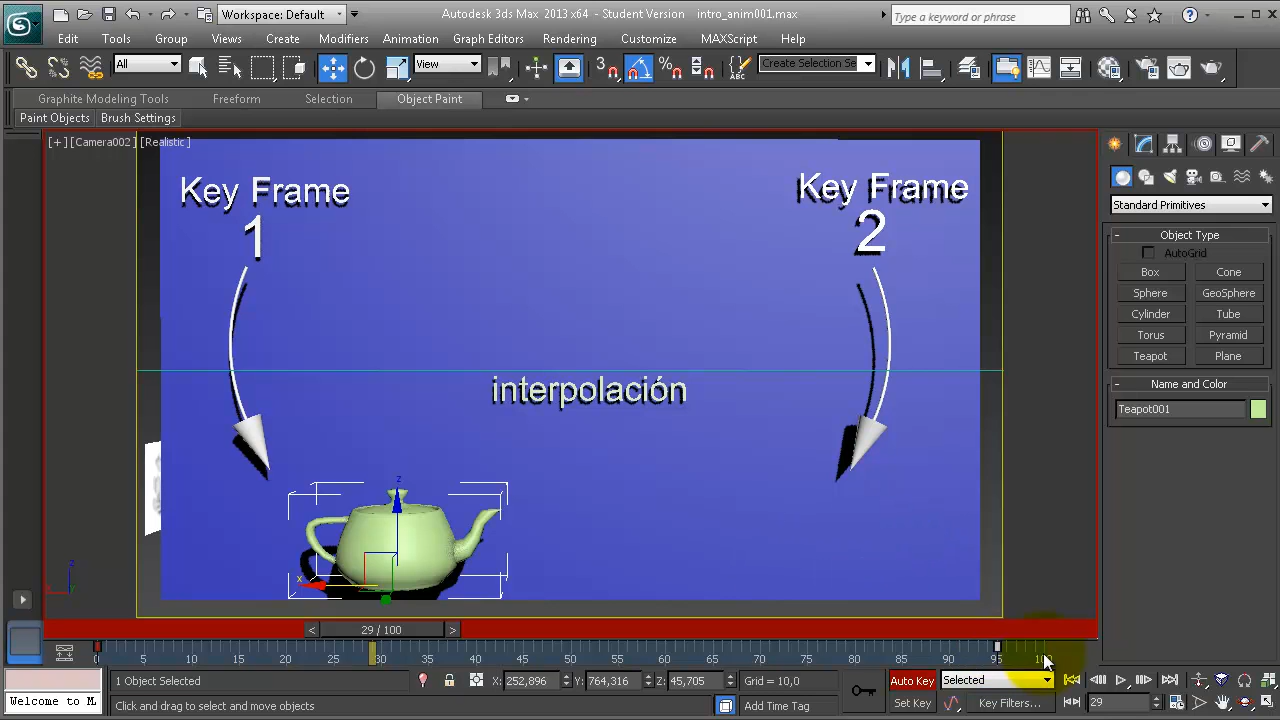 Workspace: Default
Autodesk 3ds Max 2013 x64 - Student Version intro_anim001.max
Type a keyword or phrase
Edit Tools Group Views Create Modifiers Animation Graph Editors Rendering Customize MAXScript Help
All
View
3
Create Selection Se
Graphite Modeling Tools Freeform Selection Object Paint
Paint Objects Brush Settings
[+] [Camera002] [Realistic]
Key Frame
1
Key Frame
2
interpolación
z
x
Standard Primitives
- Object Type
AutoGrid
Box Cone
Sphere GeoSphere
Cylinder Tube
Torus Pyramid
Teapot Plane
- Name and Color
Teapot001
< 29 / 100 >
0 5 10 15 20 25 30 35 40 45 50 55 60 65 70 75 80 85 90 95 100
1 Object Selected
X: 252,896 Y: 764,316 Z: 45,705 Grid = 10,0
Auto Key Selected
Welcome to M
Click and drag to select and move objects
Add Time Tag
Set Key Key Filters... 29